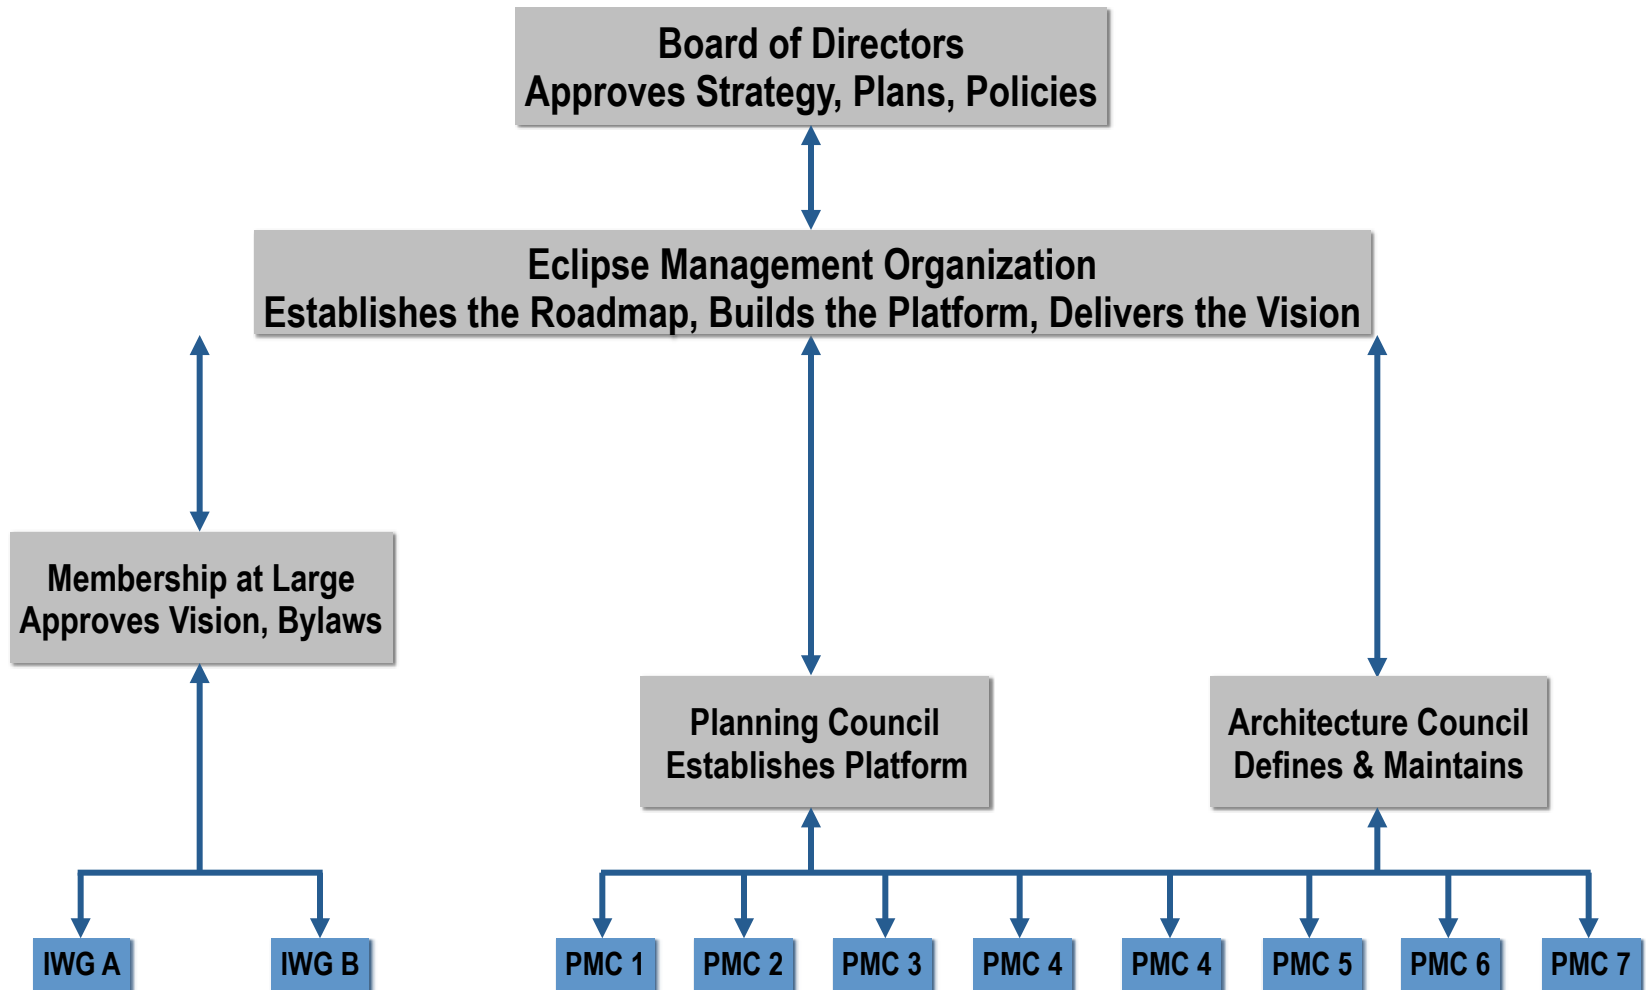 Board of Directors
Approves Strategy, Plans, Policies
Eclipse Management Organization
Establishes the Roadmap, Builds the Platform, Delivers the Vision
Membership at Large
Approves Vision, Bylaws
Planning Council
Establishes Platform
Architecture Council
Defines & Maintains
IWG A
IWG B
PMC 1
PMC 2
PMC 3
PMC 4
PMC 4
PMC 5
PMC 6
PMC 7